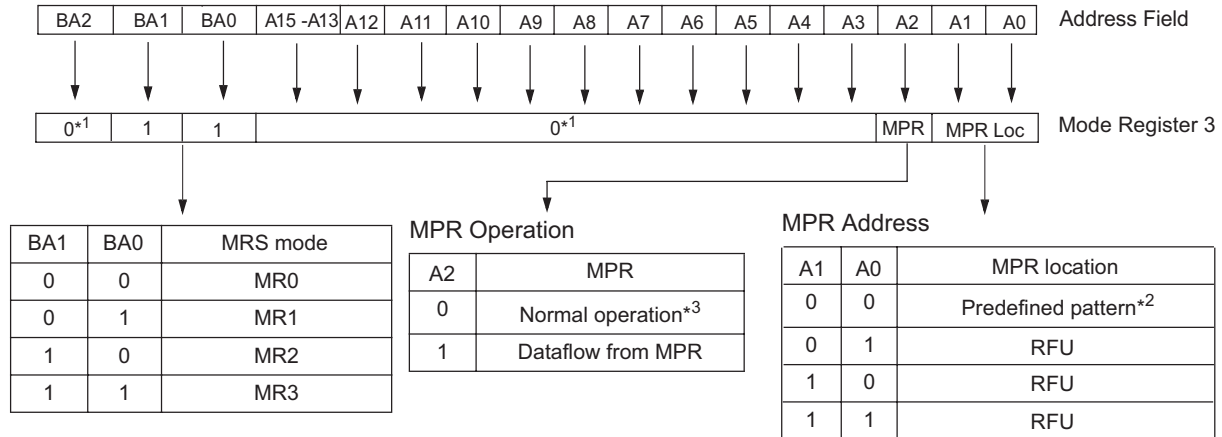 BA2 BA1 BA0 A15 -A13 A12 A11 A10 A9 A8 A7 A6 A5 A4 A3 A2 A1 A0 Address Field
0*1 1 1 0*1 MPR MPR Loc Mode Register 3
BA1 BA0 MRS mode
0 0 MR0
0 1 MR1
1 0 MR2
1 1 MR3
MPR Operation
A2 MPR
0 Normal operation*3
1 Dataflow from MPR
MPR Address
A1 A0 MPR location
0 0 Predefined pattern*2
0 1 RFU
1 0 RFU
1 1 RFU